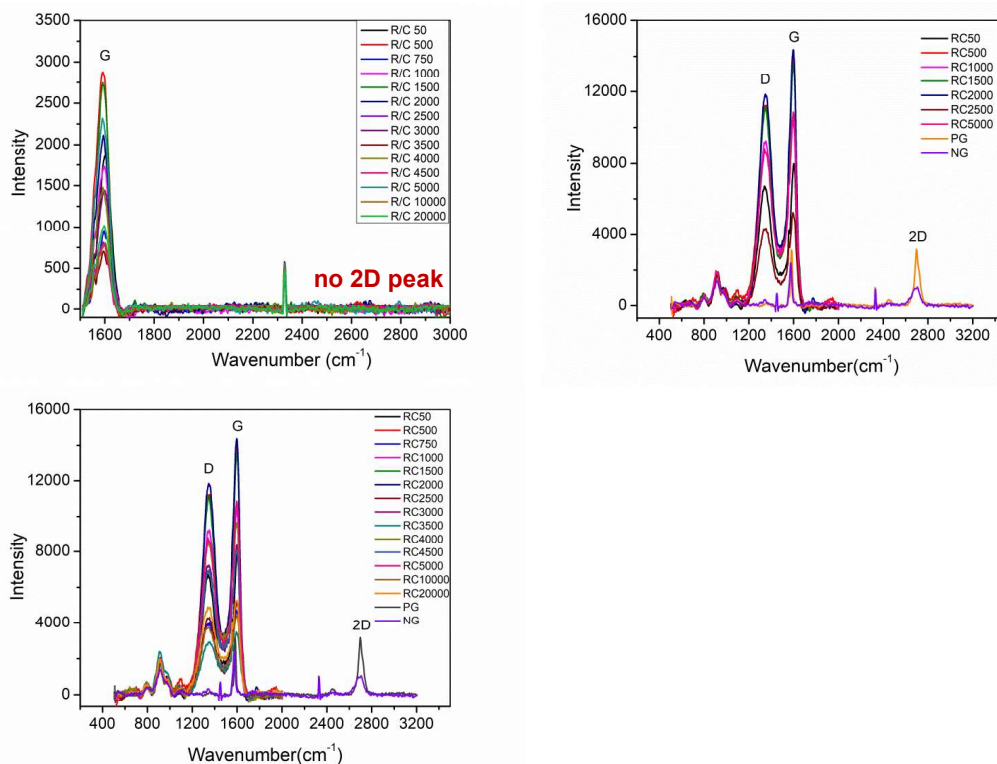 3500
3000
2500
2000
1500
1000
500
0
Intensity
G
R/C 50
R/C 500
R/C 750
R/C 1000
R/C 1500
R/C 2000
R/C 2500
R/C 3000
R/C 3500
R/C 4000
R/C 4500
R/C 5000
R/C 10000
R/C 20000
no 2D peak
1600 1800 2000 2200 2400 2600 2800 3000
Wavenumber (cm⁻¹)
16000
12000
8000
4000
0
Intensity
D
G
2D
RC50
RC500
RC1000
RC1500
RC2000
RC2500
RC5000
PG
NG
400 800 1200 1600 2000 2400 2800 3200
Wavenumber(cm⁻¹)
16000
12000
8000
4000
0
Intensity
D
G
2D
RC50
RC500
RC750
RC1000
RC1500
RC2000
RC2500
RC3000
RC3500
RC4000
RC4500
RC5000
RC10000
RC20000
PG
NG
400 800 1200 1600 2000 2400 2800 3200
Wavenumber(cm⁻¹)